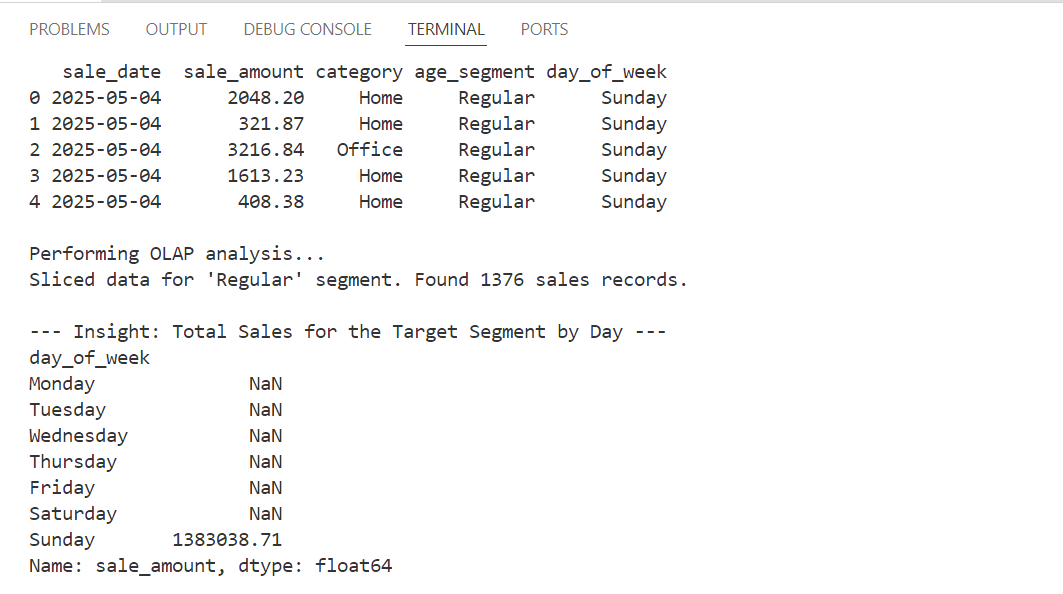 PROBLEMS OUTPUT DEBUG CONSOLE TERMINAL PORTS
sale_date sale_amount category age_segment day_of_week
0 2025-05-04 2048.20 Home Regular Sunday
1 2025-05-04 321.87 Home Regular Sunday
2 2025-05-04 3216.84 Office Regular Sunday
3 2025-05-04 1613.23 Home Regular Sunday
4 2025-05-04 408.38 Home Regular Sunday
Performing OLAP analysis...
Sliced data for 'Regular' segment. Found 1376 sales records.
--- Insight: Total Sales for the Target Segment by Day ---
day_of_week
Monday NaN
Tuesday NaN
Wednesday NaN
Thursday NaN
Friday NaN
Saturday NaN
Sunday 1383038.71
Name: sale_amount, dtype: float64